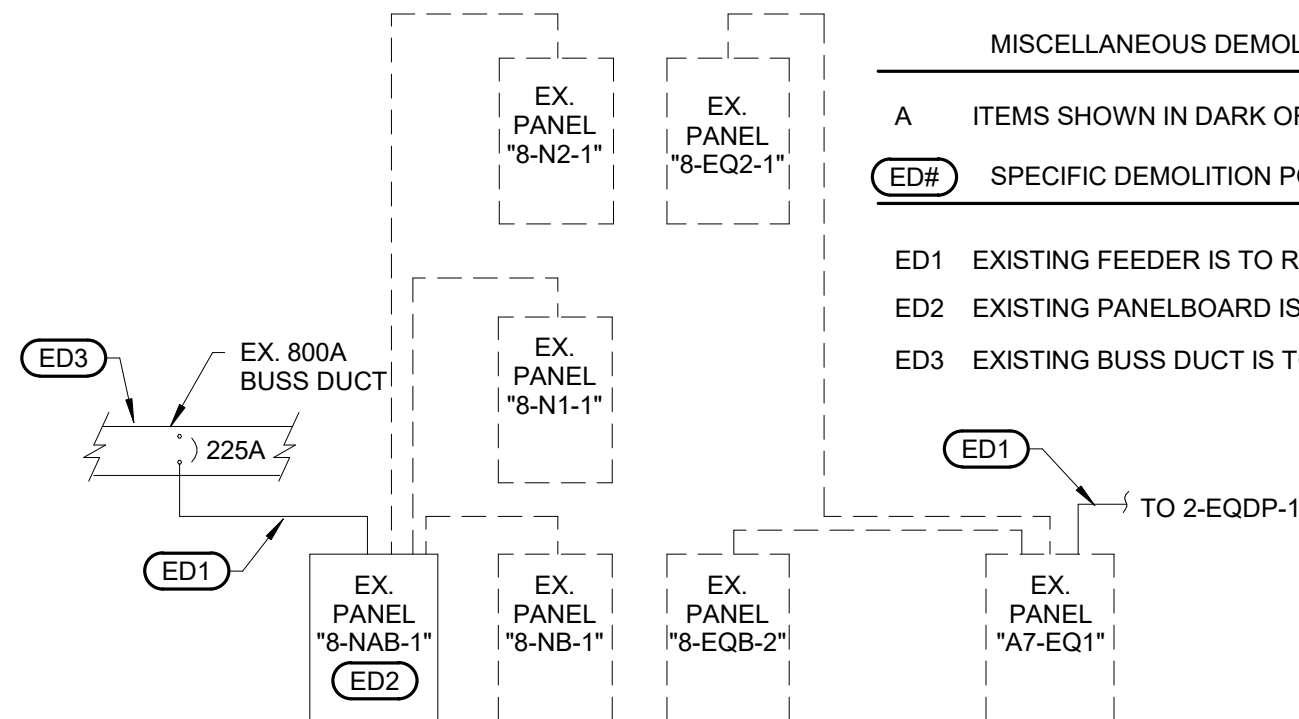 MISCELLANEOUS DEMOL
A ITEMS SHOWN IN DARK OR
ED# SPECIFIC DEMOLITION PO
ED1 EXISTING FEEDER IS TO R
ED2 EXISTING PANELBOARD IS
ED3 EXISTING BUSS DUCT IS TO
EX.
PANEL
"8-N2-1"
EX.
PANEL
"8-EQ2-1"
ED3
EX. 800A
BUSS DUCT
225A
ED1
EX.
PANEL
"8-N1-1"
ED1
TO 2-EQDP-1
EX.
PANEL
"8-NAB-1"
ED2
EX.
PANEL
"8-NB-1"
EX.
PANEL
"8-EQB-2"
EX.
PANEL
"A7-EQ1"